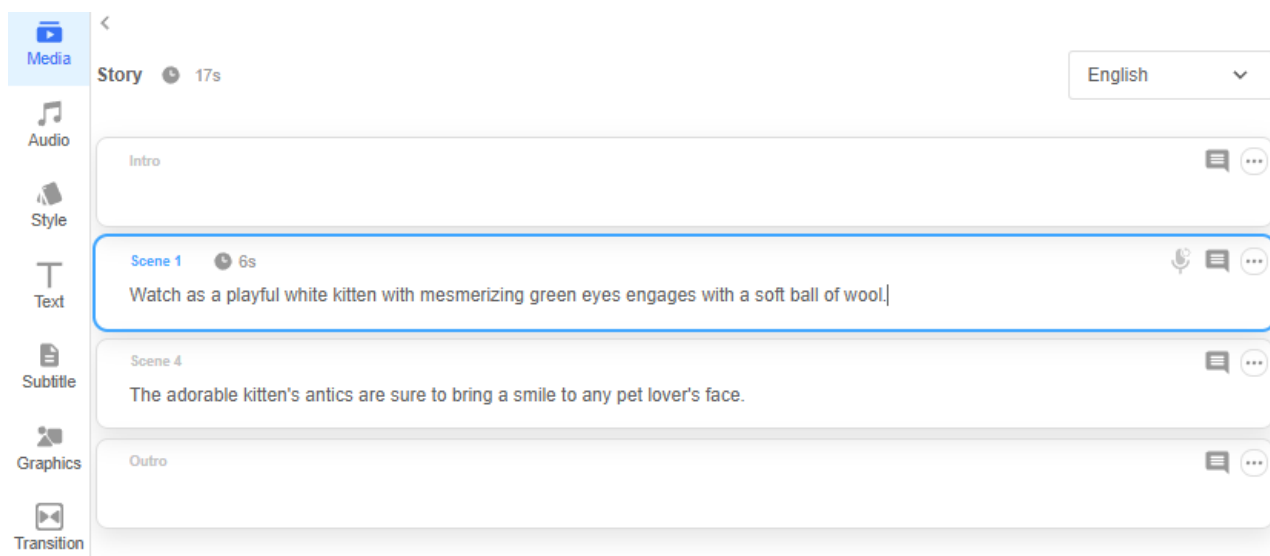 Media
Audio
Style
Text
Subtitle
Graphics
Transition
Story 17s
English
Intro
Scene 1 6s
Watch as a playful white kitten with mesmerizing green eyes engages with a soft ball of wool.
Scene 4
The adorable kitten's antics are sure to bring a smile to any pet lover's face.
Outro